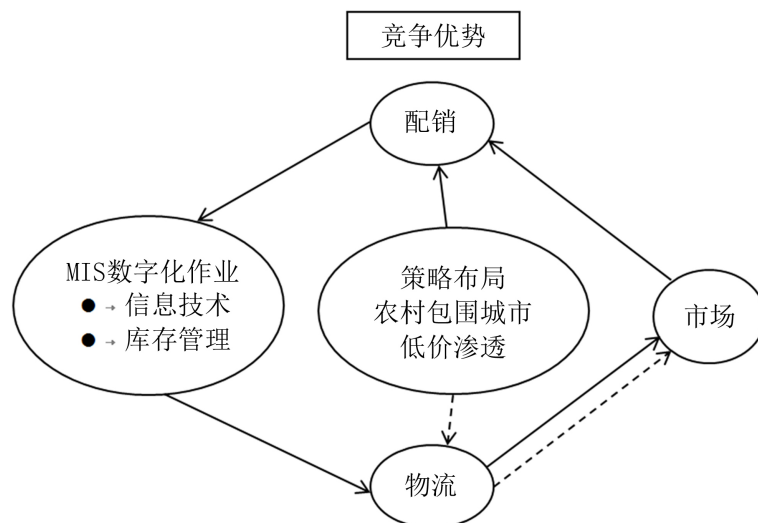 竞争优势
配销
MIS数字化作业
● → 信息技术
● → 库存管理
策略布局
农村包围城市
低价渗透
市场
物流